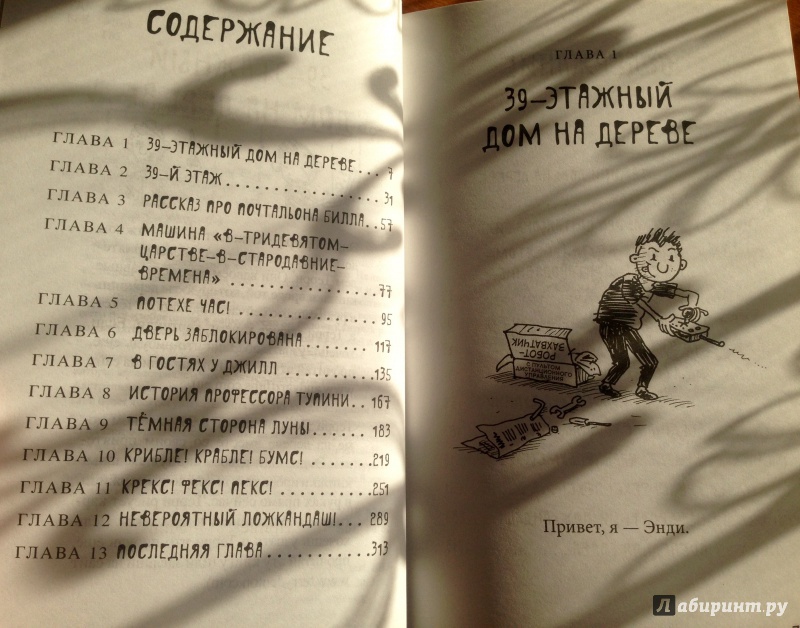 СОДЕРЖАНИЕ
ГЛАВА 1 39-ЭТАЖНЫЙ ДОМ НА ДЕРЕВЕ... 7
ГЛАВА 2 39-Й ЭТАЖ.................. 31
ГЛАВА 3 РАССКАЗ ПРО ПОЧТАЛЬОНА БИЛЛА..57
ГЛАВА 4 МАШИНА «В-ТРИДЕВЯТОМ-
ЦАРСТВЕ-В-СТАРОДАВНИЕ-
ВРЕМЕНА» ..................77
ГЛАВА 5 ПОТЕХЕ ЧАС! .................. 95
ГЛАВА 6 ДВЕРЬ ЗАБЛОКИРОВАНА ........117
ГЛАВА 7 В ГОСТЯХ У ДЖИЛЛ ............135
ГЛАВА 8 ИСТОРИЯ ПРОФЕССОРА ТУПИНИ..167
ГЛАВА 9 ТЁМНАЯ СТОРОНА ЛУНЫ....... 183
ГЛАВА 10 КРИБЛЕ! КРАБЛЕ! БУМС! .......219
ГЛАВА 11 КРЕКС! ФЕКС! ПЕКС! ..........251
ГЛАВА 12 НЕВЕРОЯТНЫЙ ЛОЖКАНДАШ!... 289
ГЛАВА 13 ПОСЛЕДНЯЯ ГЛАВА ............313
ГЛАВА 1
39-ЭТАЖНЫЙ
ДОМ НА ДЕРЕВЕ
РОБОТ-
ЗАХВАТЧИК
С ПУЛЬТОМ
ДИСТАНЦИОННОГО
УПРАВЛЕНИЯ
Привет, я — Энди.
Лабиринт.ру